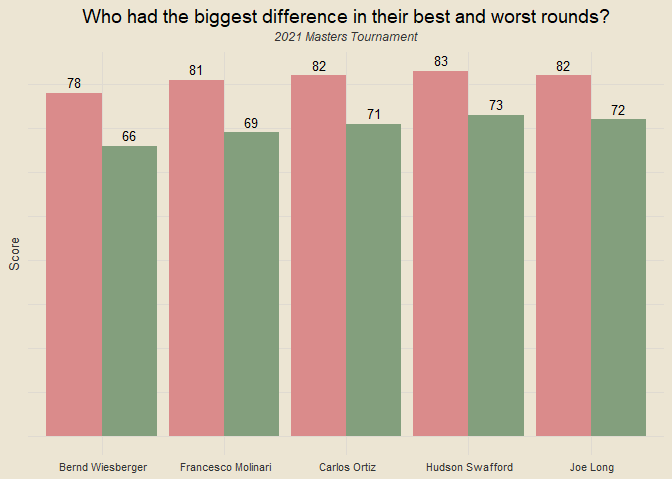 Who had the biggest difference in their best and worst rounds?
2021 Masters Tournament
78
66
81
69
82
71
83
73
82
72
Score
Bernd Wiesberger
Francesco Molinari
Carlos Ortiz
Hudson Swafford
Joe Long